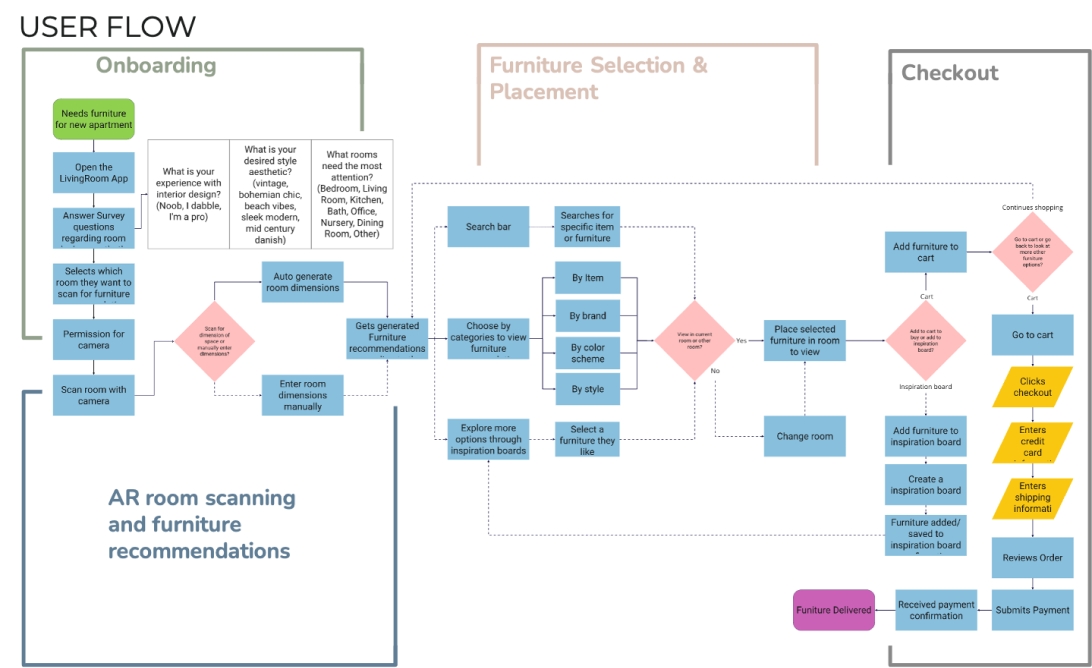 USER FLOW
Onboarding
Needs furniture
for new apartment
Open the
LivingRoom App
Answer Survey
questions
regarding room
What is your
experience with
interior design?
(Noob, I dabble,
I'm a pro)
What is your
desired style
aesthetic?
(vintage,
bohemian chic,
beach vibes,
sleek modern,
mid century
danish)
What rooms
need the most
attention?
(Bedroom, Living
Room, Kitchen,
Bath, Office,
Nursery, Dining
Room, Other)
Selects which
room they want to
scan for furniture
Permission for
camera
Scan room with
camera
Scan for
dimension of
space or
manually enter
dimensions?
Auto generate
room dimensions
Enter room
dimensions
manually
Gets generated
Furniture
recommendations
AR room scanning
and furniture
recommendations
Furniture Selection &
Placement
Search bar
Searches for
specific item
or furniture
Choose by
categories to view
furniture
By Item
By brand
By color
scheme
By style
Explore more
options through
inspiration boards
Select a
furniture they
like
View in current
room or other
room?
Yes
No
Place selected
furniture in room
to view
Change room
Checkout
Add furniture to
cart
Cart
Add to cart to
buy or add to
inspiration
board?
Inspiration board
Add furniture to
inspiration board
Create a
inspiration board
Furniture added/
saved to
inspiration board
Continues shopping
Go to cart or go
back to look at
more other
furniture
options?
Cart
Go to cart
Clicks
checkout
Enters
credit
card
Enters
shipping
informati
Reviews Order
Submits Payment
Received payment
confirmation
Funiture Delivered